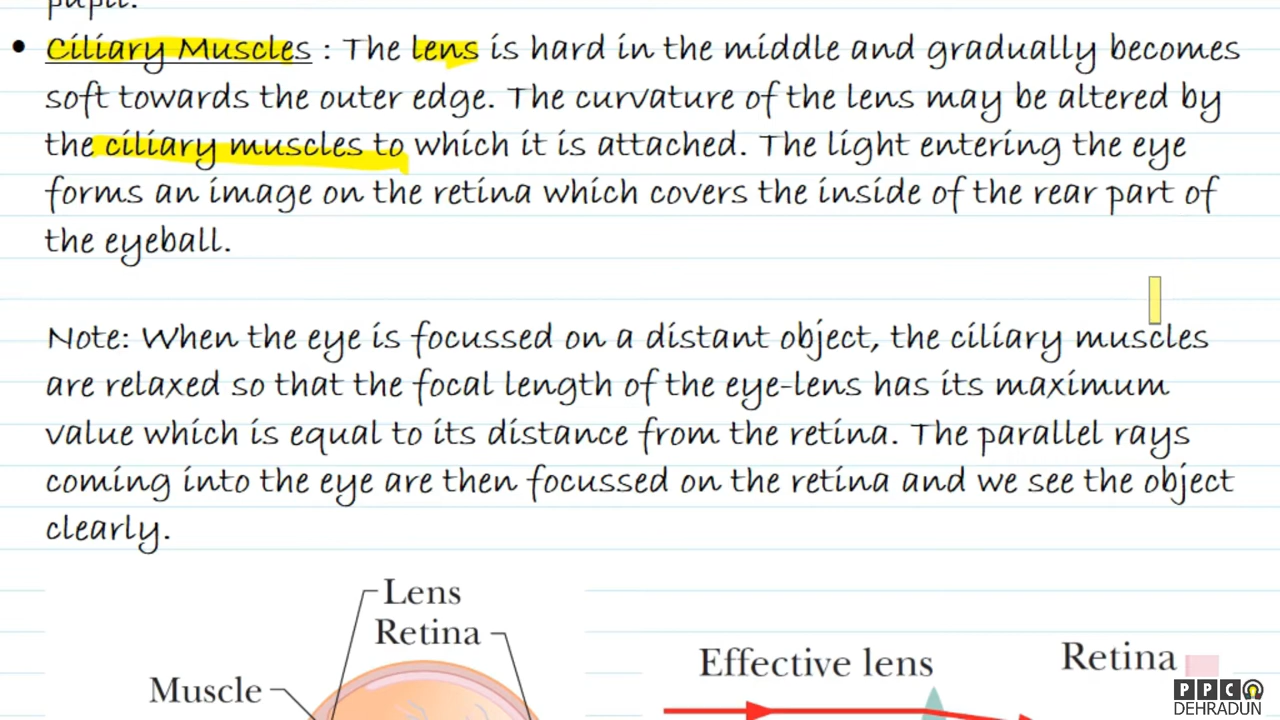 pupil.
• Ciliary Muscles : The lens is hard in the middle and gradually becomes
soft towards the outer edge. The curvature of the lens may be altered by
the ciliary muscles to which it is attached. The light entering the eye
forms an image on the retina which covers the inside of the rear part of
the eyeball.
Note: When the eye is focussed on a distant object, the ciliary muscles
are relaxed so that the focal length of the eye-lens has its maximum
value which is equal to its distance from the retina. The parallel rays
coming into the eye are then focussed on the retina and we see the object
clearly.
Lens
Retina
Muscle
Effective lens
Retina
PPC
DEHRADUN